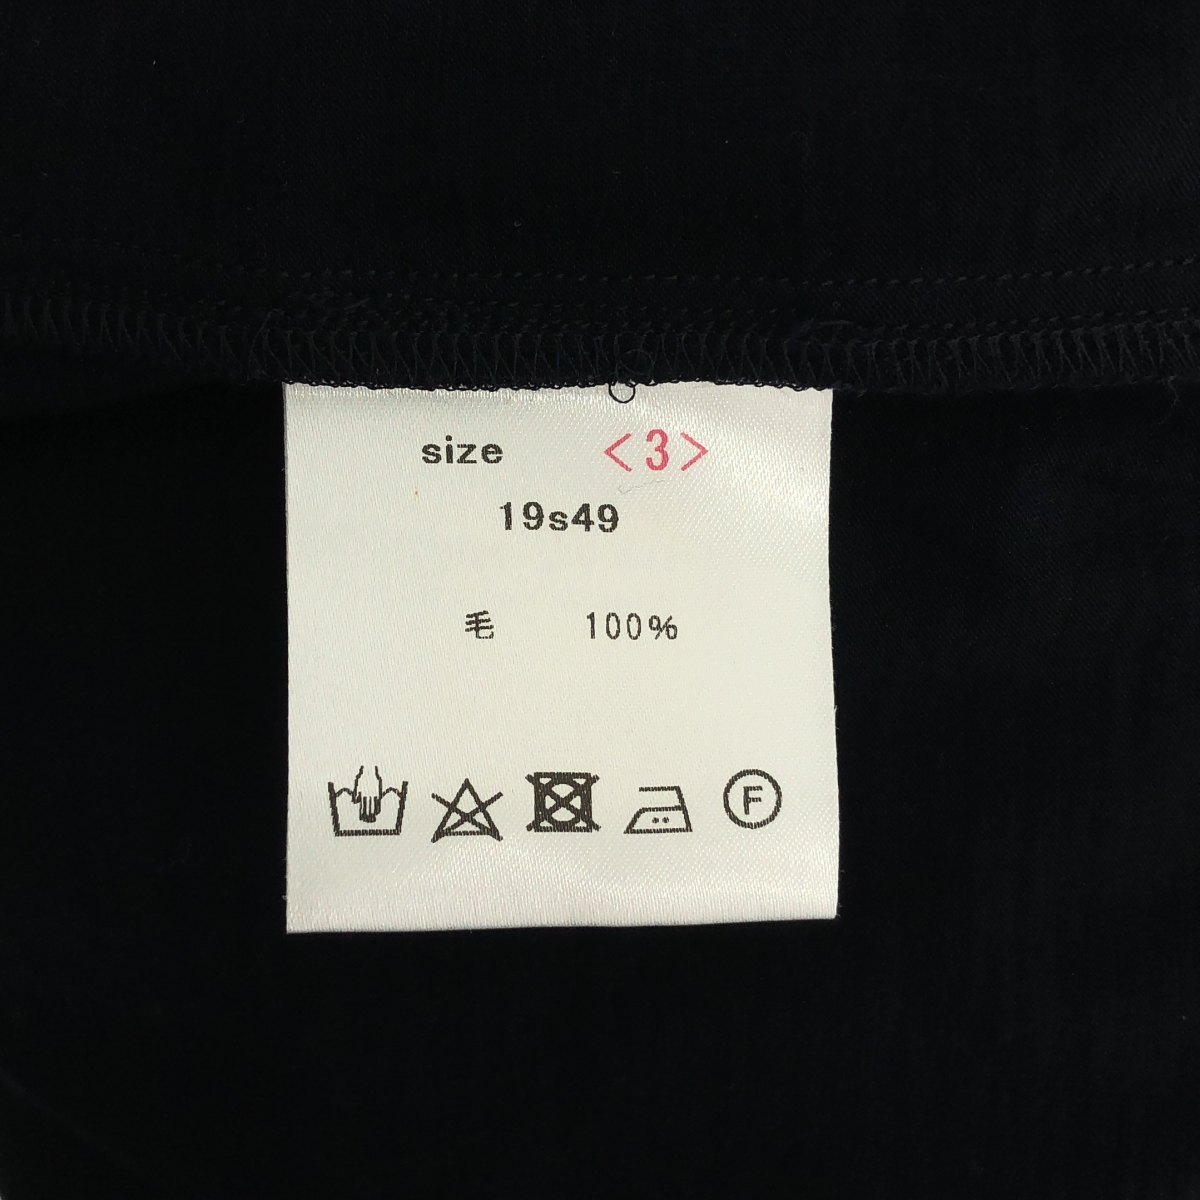 size <3>
19s49
毛 100%
F